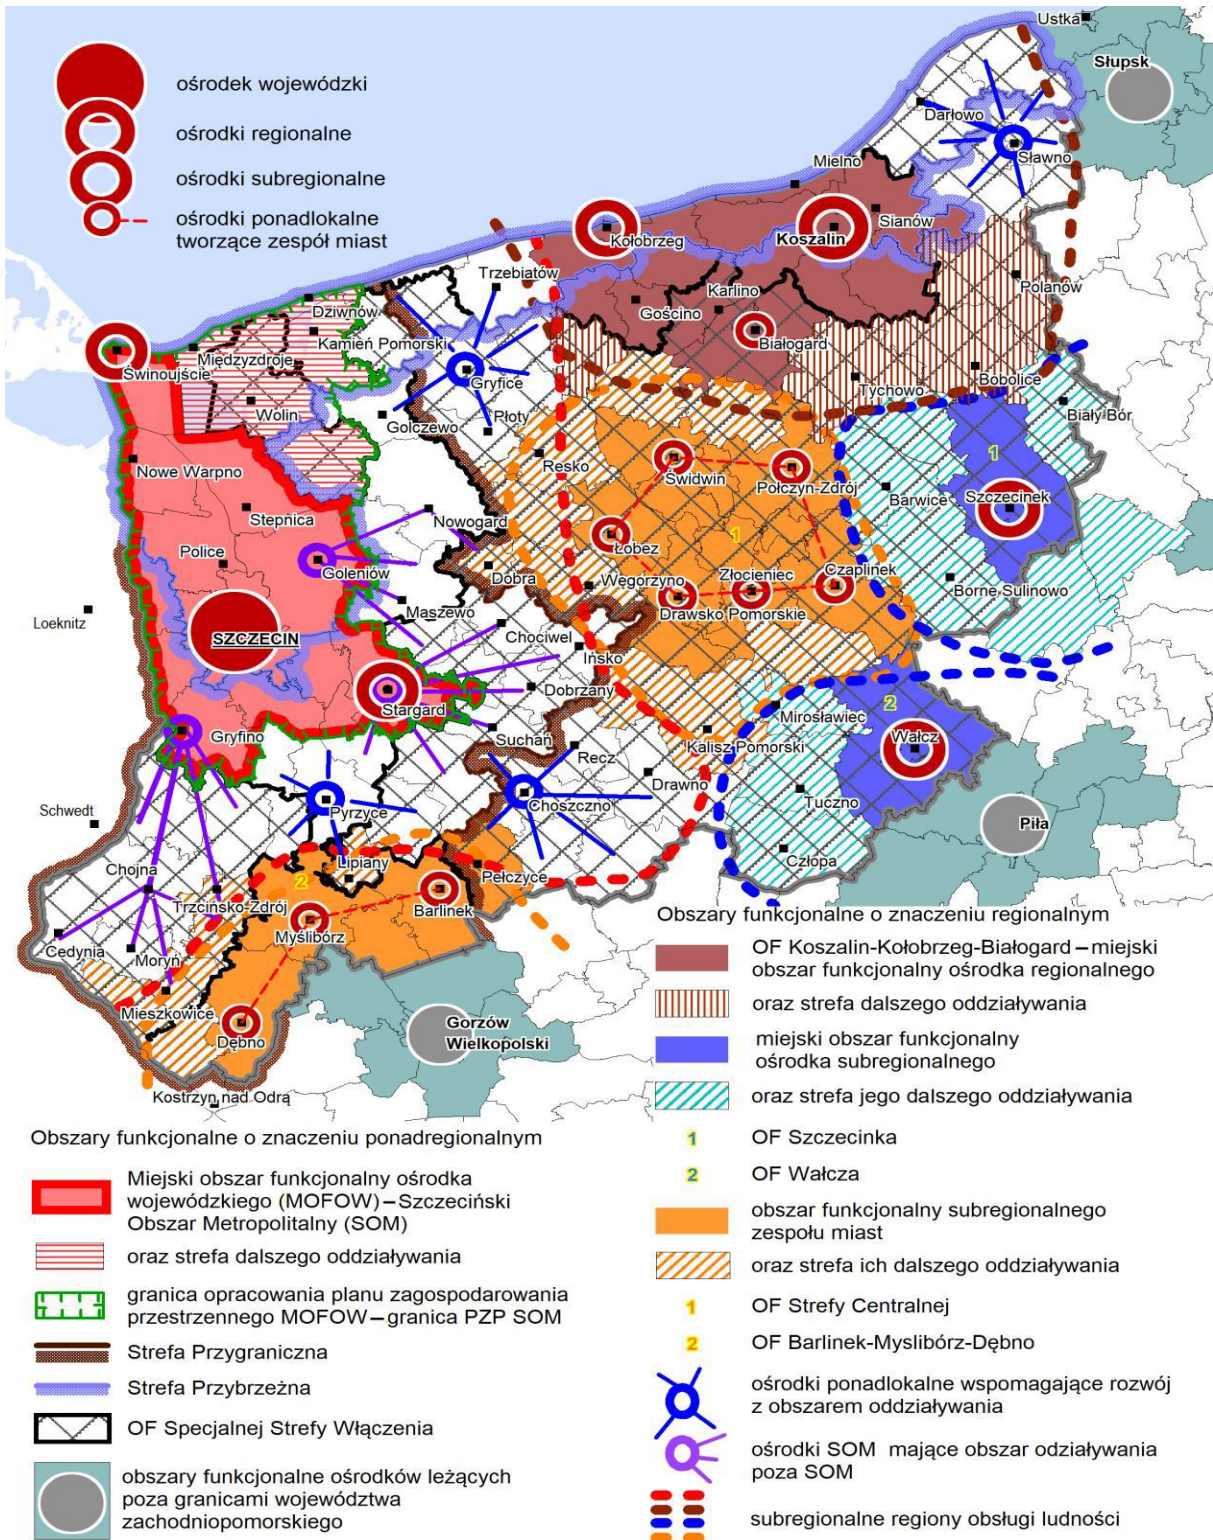 ośrodek wojewódzki
ośrodki regionalne
ośrodki subregionalne
ośrodki ponadlokalne
tworzące zespół miast
Ustka
Słupsk
Darłowo
Sławno
Mielno
Sianów
Kołobrzeg
Koszalin
Polanów
Trzebiatów
Dziwnów
Karlino
Gościno
Białogard
Kamień Pomorski
Międzyzdroje
Świnoujście
Gryfice
Tychowo
Bobolice
Wolin
Golczewo
Płoty
Biały Bór
Resko
1
Nowe Warpno
Świdwin
Połczyn-Zdrój
Barwice
Szczecinek
Stepnica
Nowogard
Police
Łobez
1
Goleniów
Dobra
Węgorzyno
Złocieniec
Czaplinek
Borne Sulinowo
Drawsko Pomorskie
Maszewo
Loeknitz
SZCZECIN
Chociwel
Ińsko
Stargard
Dobrzany
2
Mirosławiec
Gryfino
Suchań
Kalisz Pomorski
Wałcz
Recz
Drawno
Tuczno
Schwedt
Pyrzyce
Choszczno
Piła
Człopa
Chojna
Lipiany
Pełczyce
2
Trzcińsko-Zdrój
Barlinek
Myślibórz
Cedynia
Moryń
Mieszkowice
Dębno
Gorzów
Wielkopolski
Kostrzyn nad Odrą
Obszary funkcjonalne o znaczeniu ponadregionalnym
Miejski obszar funkcjonalny ośrodka
wojewódzkiego (MOFOW) – Szczeciński
Obszar Metropolitalny (SOM)
oraz strefa dalszego oddziaływania
granica opracowania planu zagospodarowania
przestrzennego MOFOW – granica PZP SOM
Strefa Przygraniczna
Strefa Przybrzeżna
OF Specjalnej Strefy Włączenia
obszary funkcjonalne ośrodków leżących
poza granicami województwa
zachodniopomorskiego
Obszary funkcjonalne o znaczeniu regionalnym
OF Koszalin-Kołobrzeg-Białogard – miejski
obszar funkcjonalny ośrodka regionalnego
oraz strefa dalszego oddziaływania
miejski obszar funkcjonalny
ośrodka subregionalnego
oraz strefa jego dalszego oddziaływania
1 OF Szczecinka
2 OF Wałcza
obszar funkcjonalny subregionalnego
zespołu miast
oraz strefa ich dalszego oddziaływania
1 OF Strefy Centralnej
2 OF Barlinek-Myslibórz-Dębno
ośrodki ponadlokalne wspomagające rozwój
z obszarem oddziaływania
ośrodki SOM mające obszar odziaływania
poza SOM
subregionalne regiony obsługi ludności